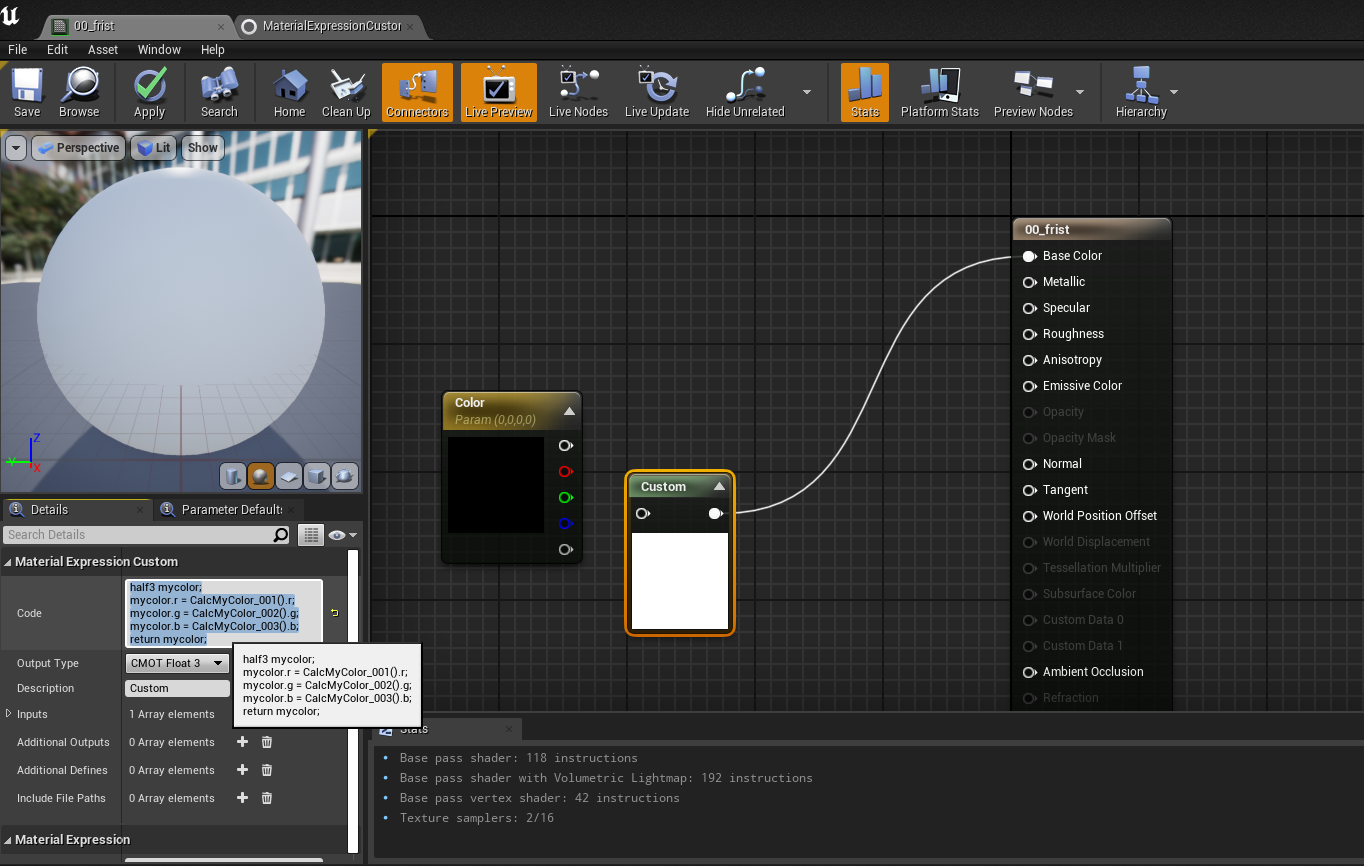 00_frist
MaterialExpressionCustor
File Edit Asset Window Help
Save Browse Apply Search Home Clean Up Connectors Live Preview Live Nodes Live Update Hide Unrelated Stats Platform Stats Preview Nodes Hierarchy
Perspective Lit Show
Z
Y
X
00_frist
Base Color
Metallic
Specular
Roughness
Anisotropy
Emissive Color
Opacity
Opacity Mask
Normal
Tangent
World Position Offset
World Displacement
Tessellation Multiplier
Subsurface Color
Custom Data 0
Custom Data 1
Ambient Occlusion
Refraction
Color
Param (0,0,0,0)
Custom
Details
Parameter Defaults
Search Details
Material Expression Custom
Code
half3 mycolor;
mycolor.r = CalcMyColor_001().r;
mycolor.g = CalcMyColor_002().g;
mycolor.b = CalcMyColor_003().b;
return mycolor;
Output Type CMOT Float 3
Description Custom
Inputs 1 Array elements
Additional Outputs 0 Array elements
Additional Defines 0 Array elements
Include File Paths 0 Array elements
Material Expression
half3 mycolor;
mycolor.r = CalcMyColor_001().r;
mycolor.g = CalcMyColor_002().g;
mycolor.b = CalcMyColor_003().b;
return mycolor;
Stats
Base pass shader: 118 instructions
Base pass shader with Volumetric Lightmap: 192 instructions
Base pass vertex shader: 42 instructions
Texture samplers: 2/16